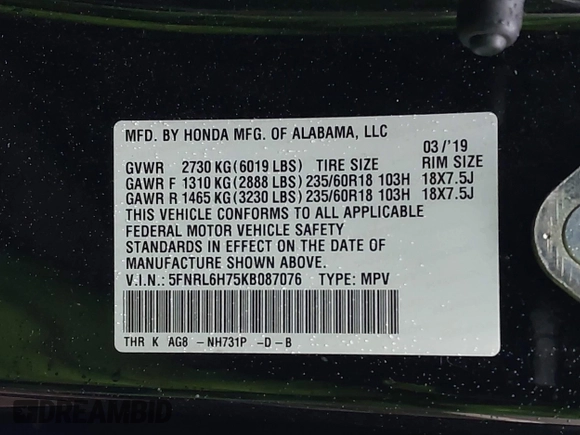 MFD. BY HONDA MFG. OF ALABAMA, LLC
03/'19
GVWR 2730 KG (6019 LBS) TIRE SIZE RIM SIZE
GAWR F 1310 KG (2888 LBS) 235/60R18 103H 18X7.5J
GAWR R 1465 KG (3230 LBS) 235/60R18 103H 18X7.5J
THIS VEHICLE CONFORMS TO ALL APPLICABLE
FEDERAL MOTOR VEHICLE SAFETY
STANDARDS IN EFFECT ON THE DATE OF
MANUFACTURE SHOWN ABOVE.
V.I.N.: 5FNRL6H75KB087076 TYPE: MPV
THR K AG8 -NH731P -D-B
DREAMBID